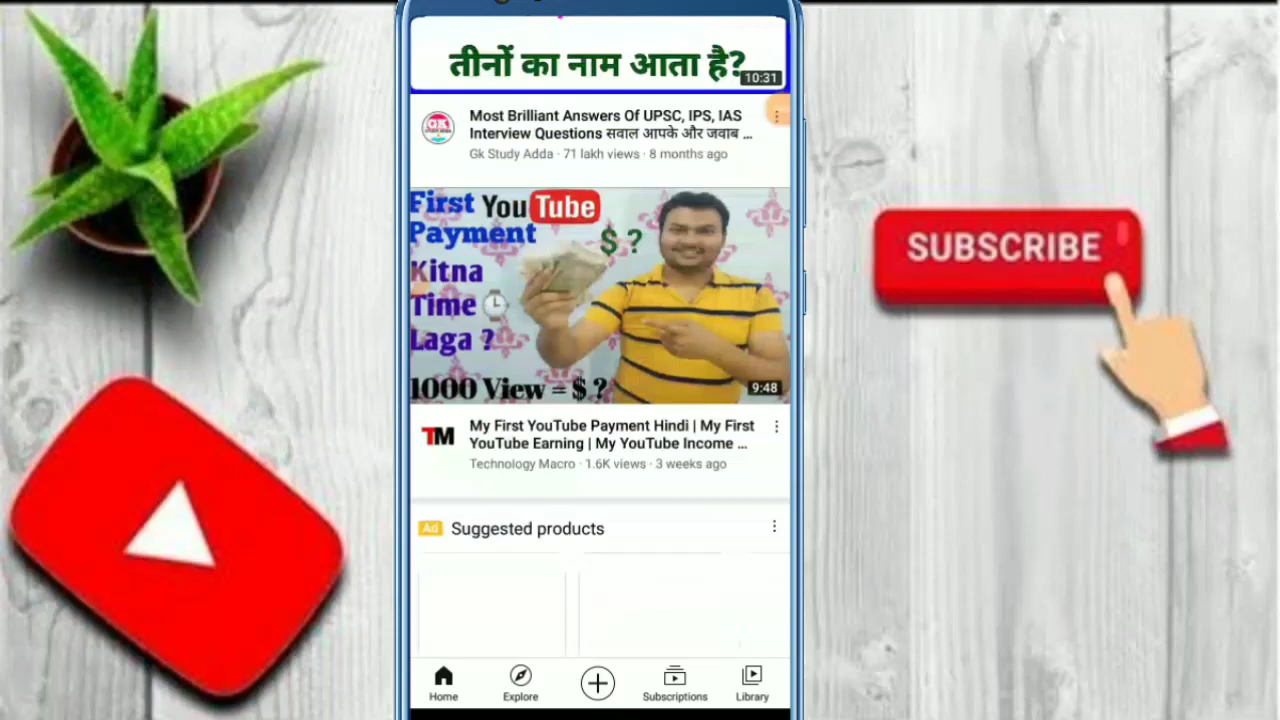 तीनों का नाम आता है?
10:31
GK
Most Brilliant Answers Of UPSC, IPS, IAS
Interview Questions सवाल आपके और जवाब ...
Gk Study Adda · 71 lakh views · 8 months ago
First YouTube
Payment
$ ?
Kitna
Time
Laga ?
1000 View = $ ?
9:48
TM
My First YouTube Payment Hindi | My First
YouTube Earning | My YouTube Income ...
Technology Macro · 1.6K views · 3 weeks ago
Ad Suggested products
Home Explore Subscriptions Library
SUBSCRIBE